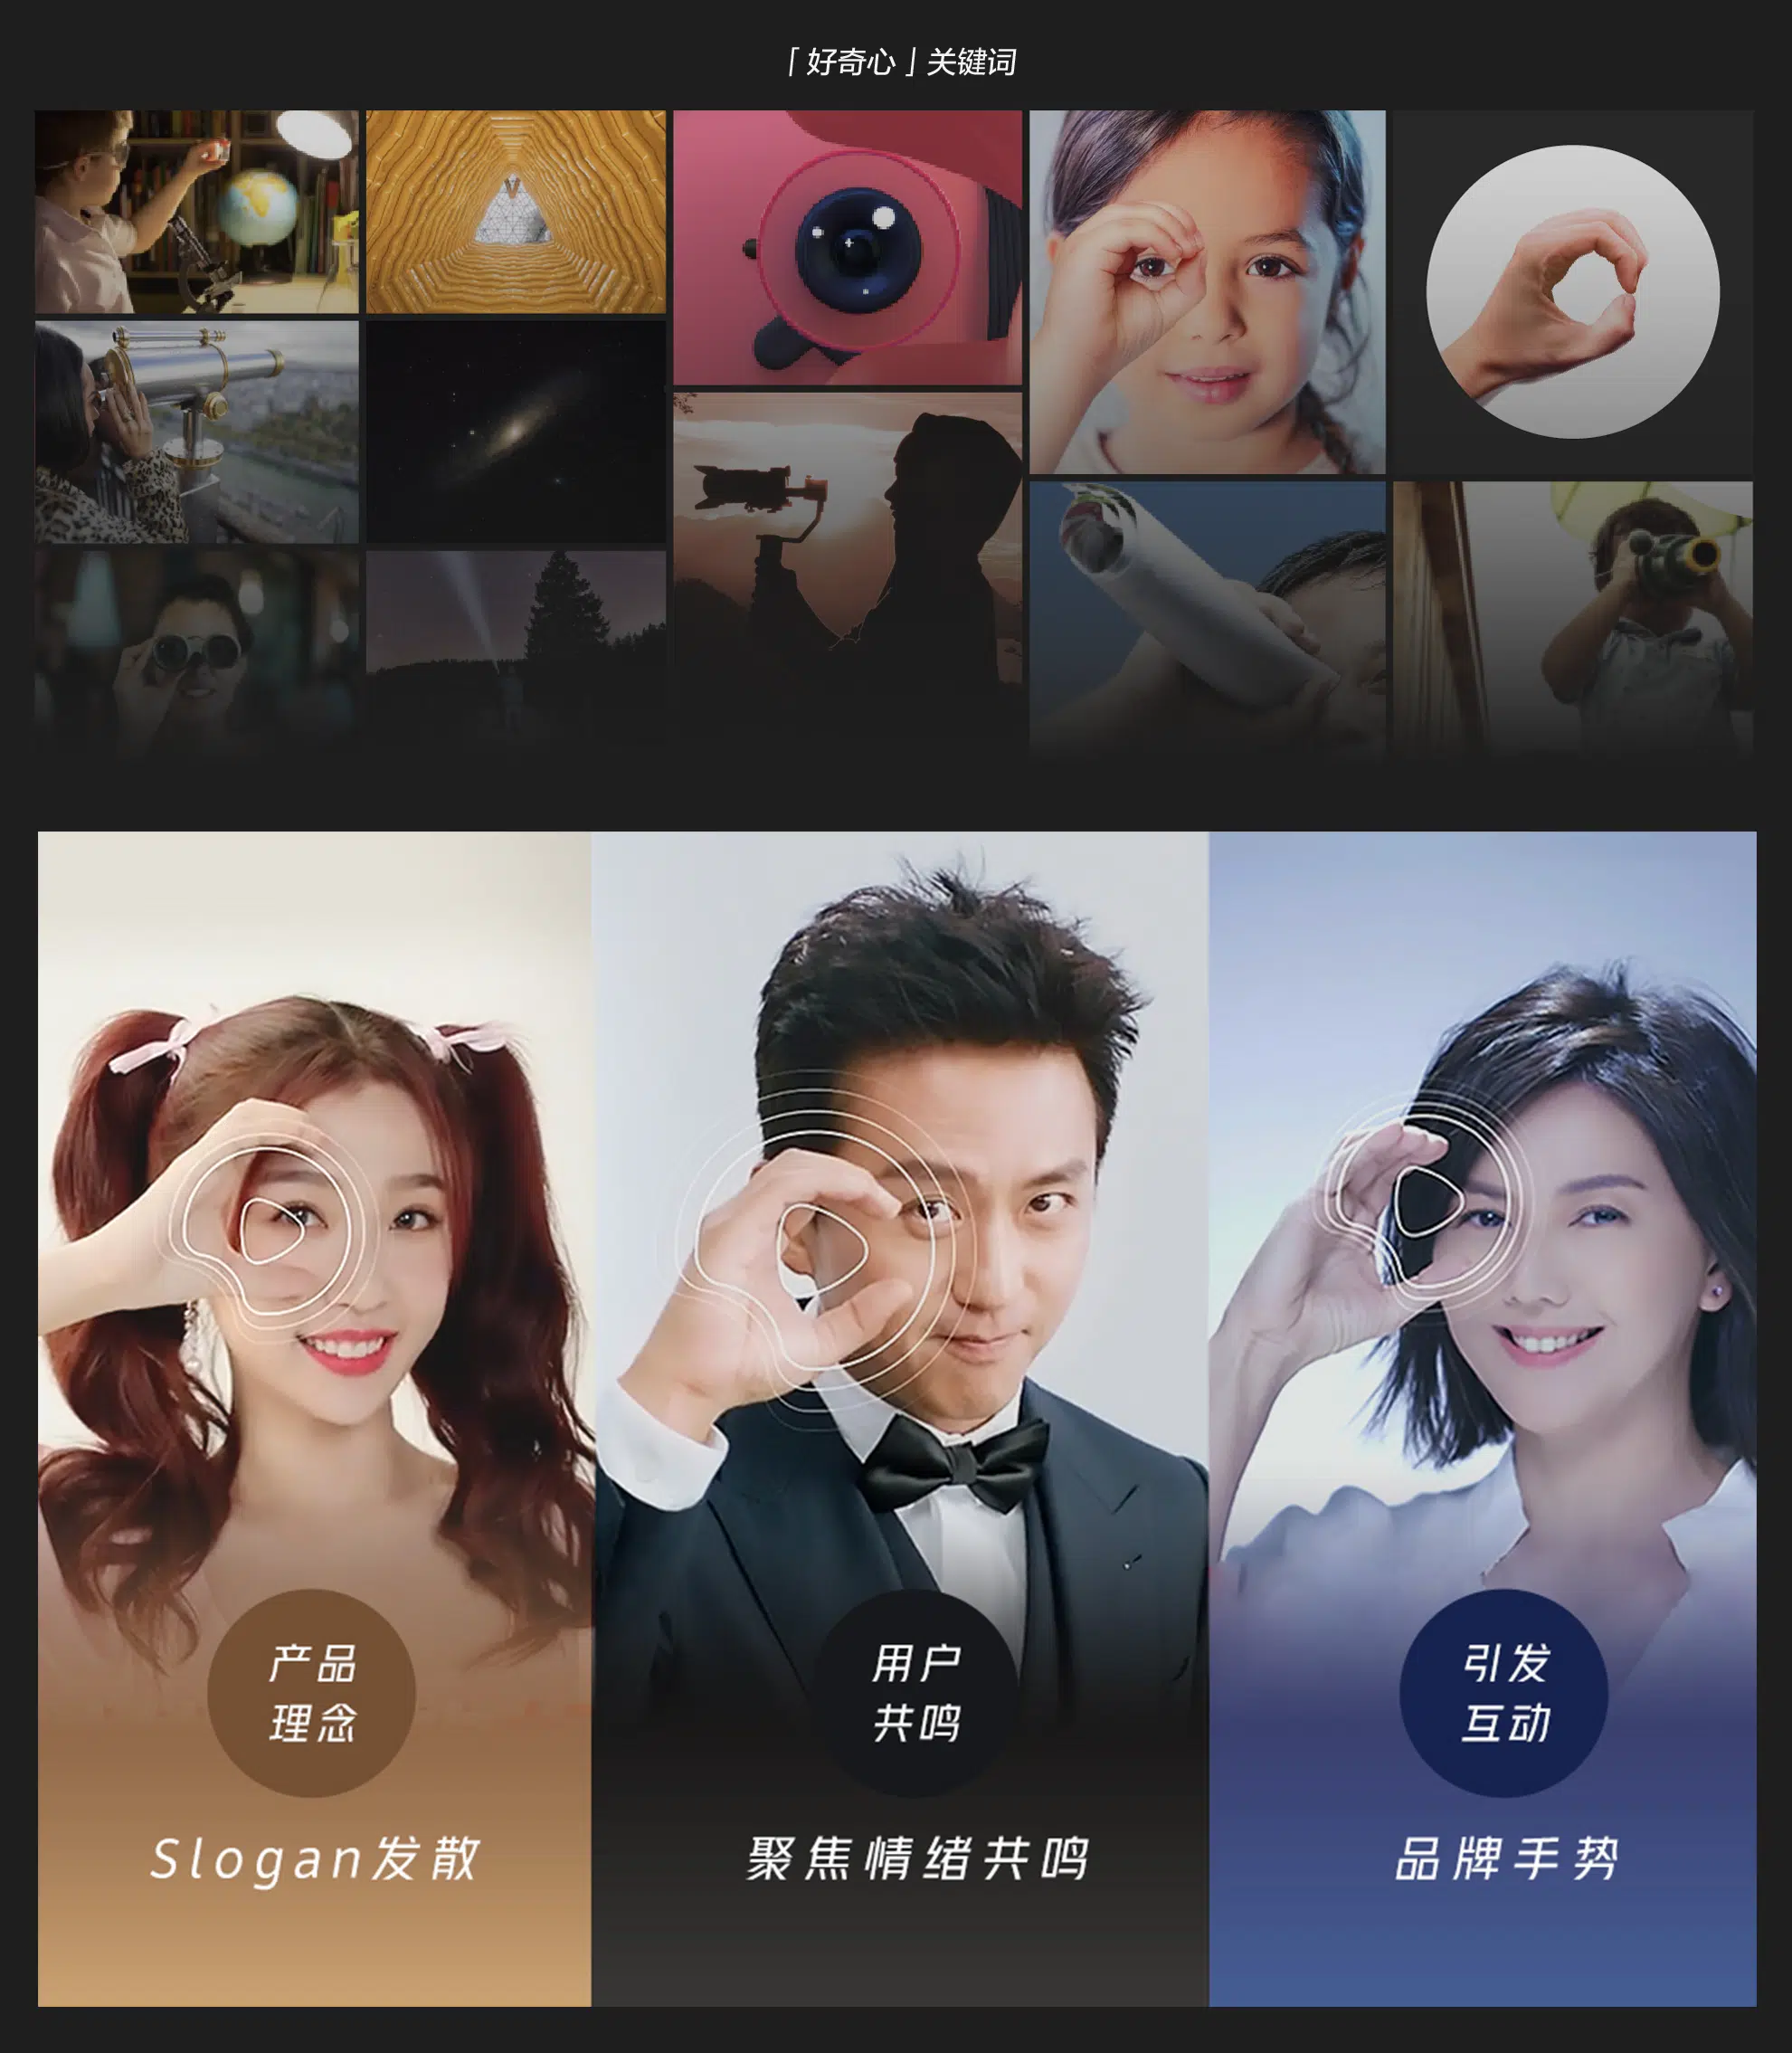 「好奇心」关键词
产品
理念
Slogan发散
用户
共鸣
聚焦情绪共鸣
引发
互动
品牌手势